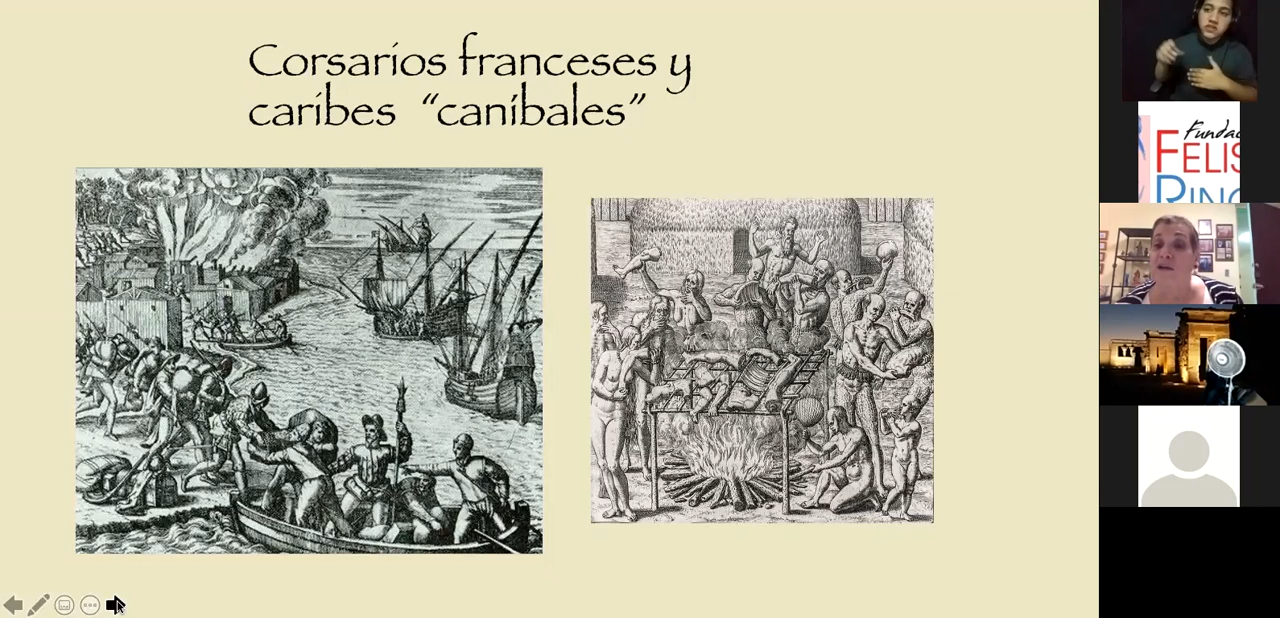 Corsarios franceses y
caribes “caníbales”
Fundac
FELIS
RINC